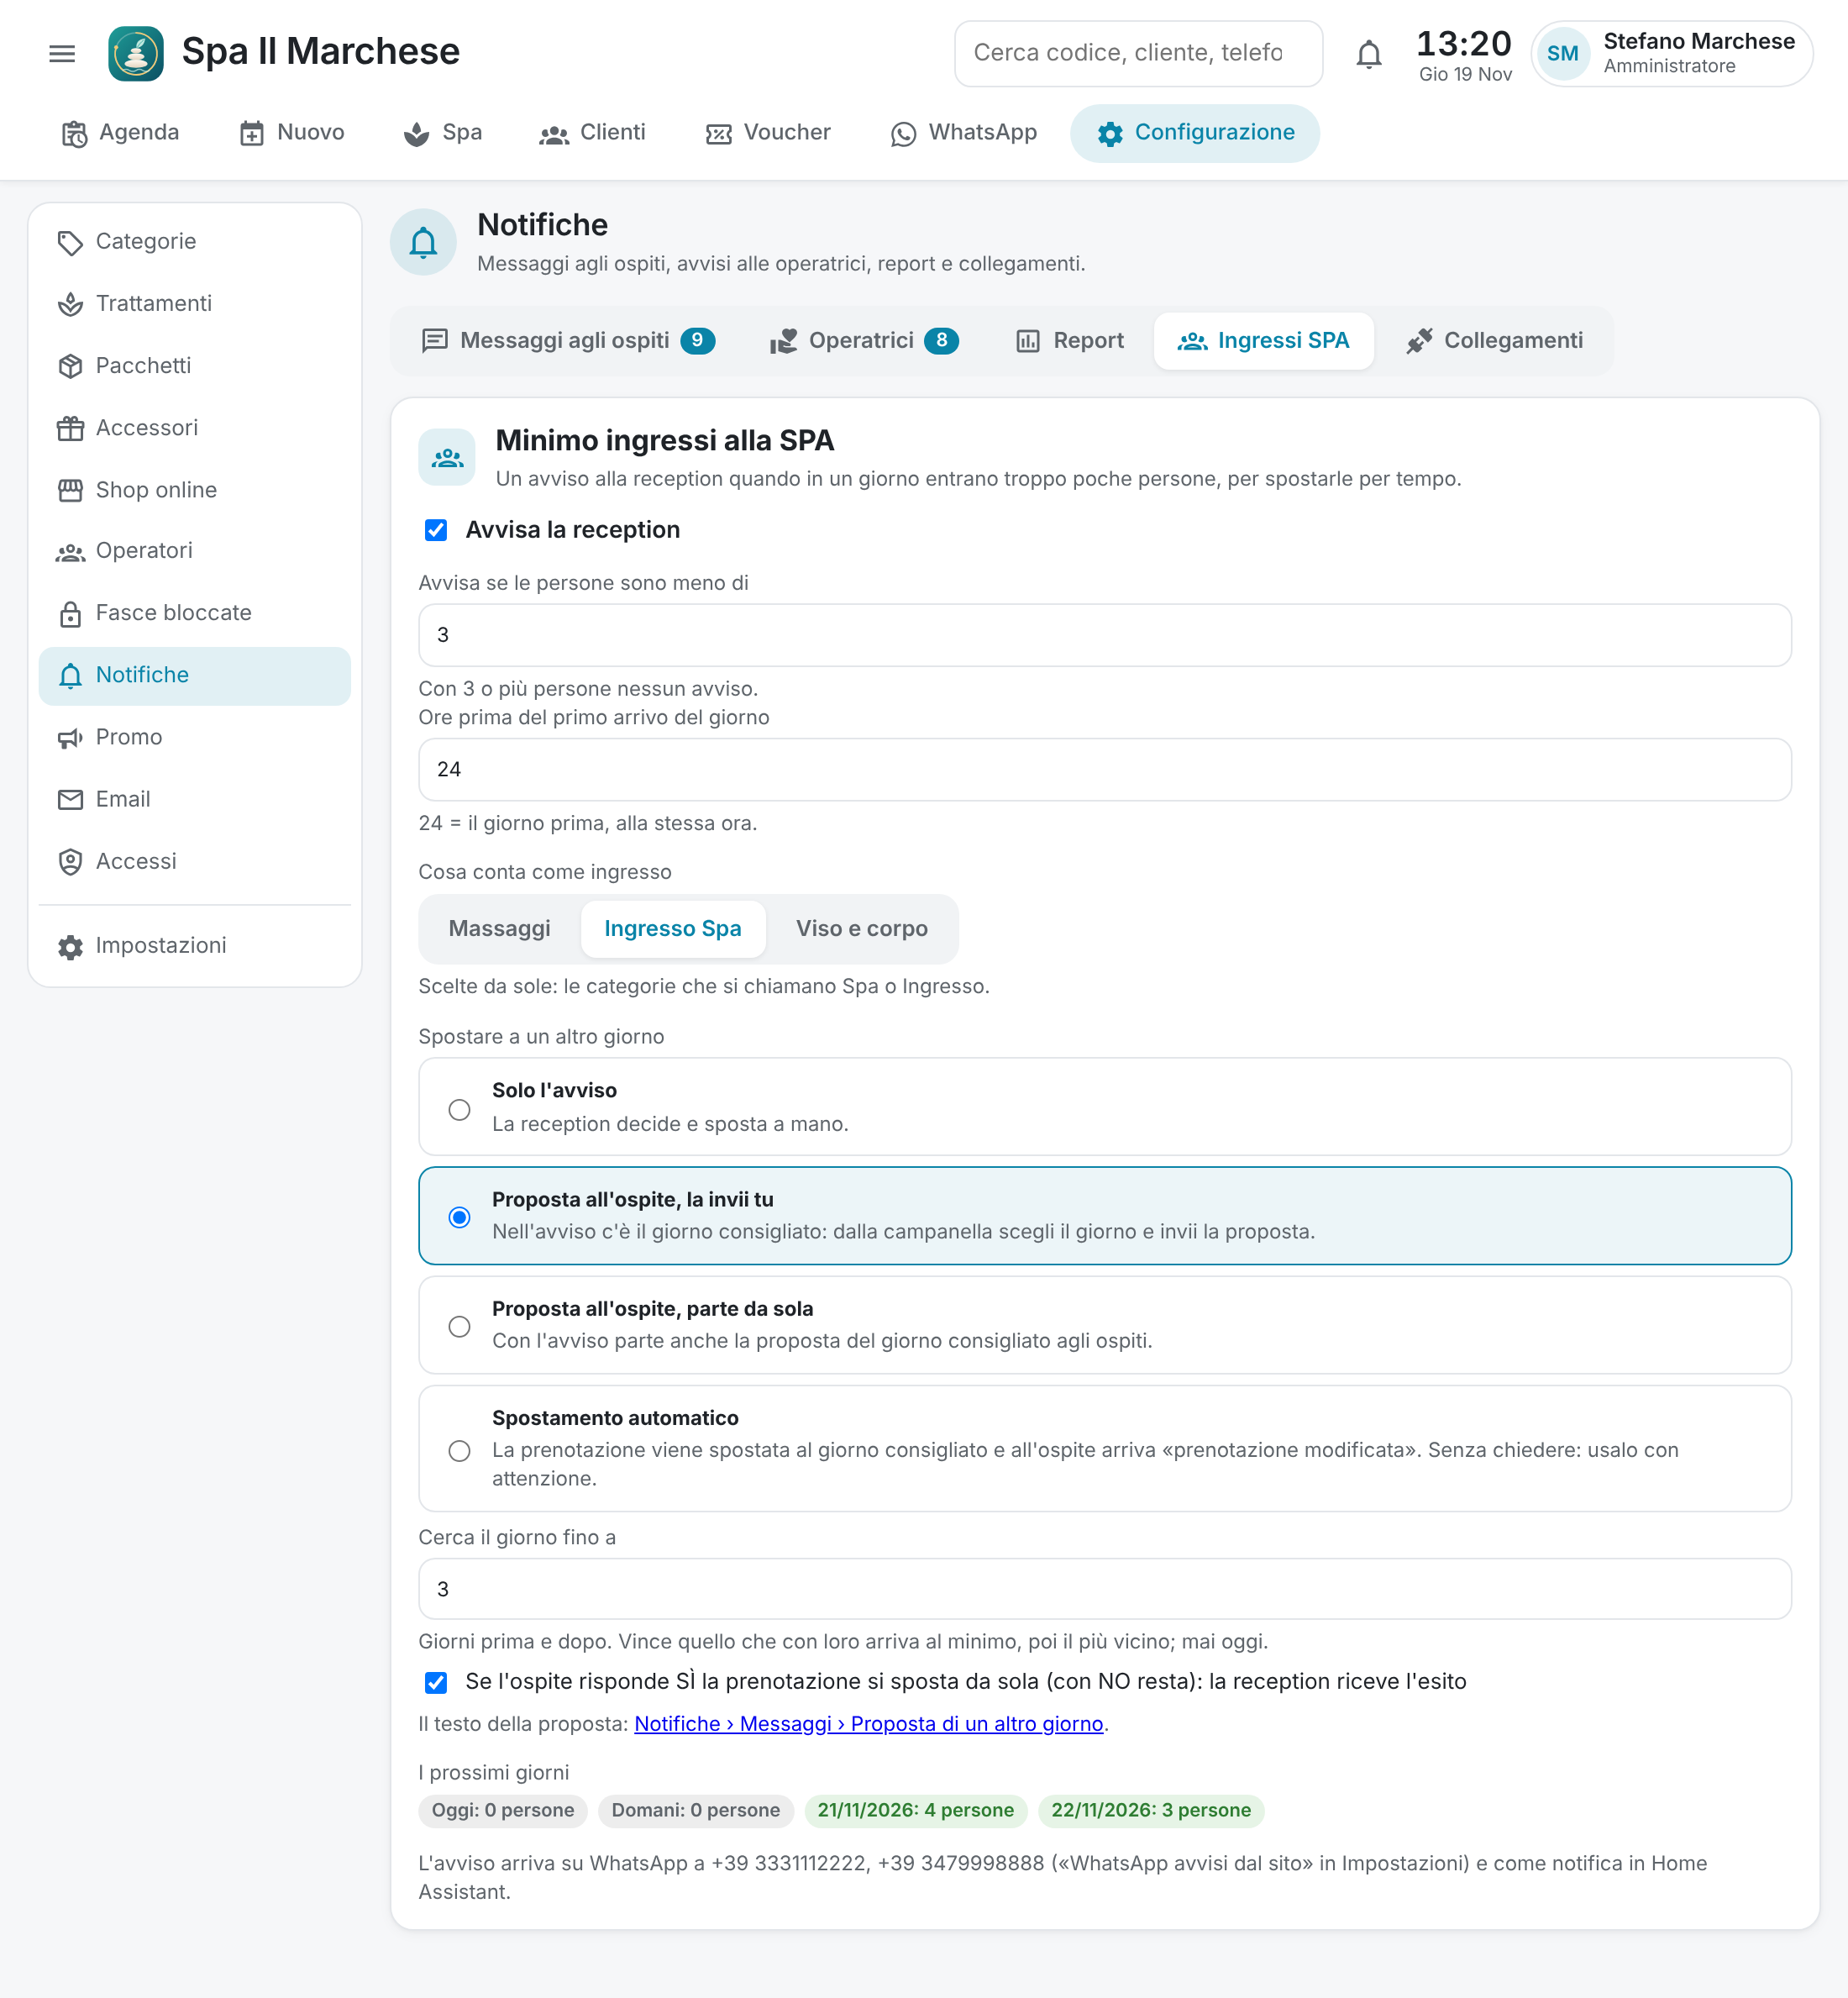 Spa Il Marchese
Cerca codice, cliente, telefo
13:20
Gio 19 Nov
SM
Stefano Marchese
Amministratore
Agenda
Nuovo
Spa
Clienti
Voucher
WhatsApp
Configurazione
Categorie
Trattamenti
Pacchetti
Accessori
Shop online
Operatori
Fasce bloccate
Notifiche
Promo
Email
Accessi
Impostazioni
Notifiche
Messaggi agli ospiti, avvisi alle operatrici, report e collegamenti.
Messaggi agli ospiti 9
Operatrici 8
Report
Ingressi SPA
Collegamenti
Minimo ingressi alla SPA
Un avviso alla reception quando in un giorno entrano troppo poche persone, per spostarle per tempo.
Avvisa la reception
Avvisa se le persone sono meno di
3
Con 3 o più persone nessun avviso.
Ore prima del primo arrivo del giorno
24
24 = il giorno prima, alla stessa ora.
Cosa conta come ingresso
Massaggi
Ingresso Spa
Viso e corpo
Scelte da sole: le categorie che si chiamano Spa o Ingresso.
Spostare a un altro giorno
Solo l'avviso
La reception decide e sposta a mano.
Proposta all'ospite, la invii tu
Nell'avviso c'è il giorno consigliato: dalla campanella scegli il giorno e invii la proposta.
Proposta all'ospite, parte da sola
Con l'avviso parte anche la proposta del giorno consigliato agli ospiti.
Spostamento automatico
La prenotazione viene spostata al giorno consigliato e all'ospite arriva «prenotazione modificata». Senza chiedere: usalo con
attenzione.
Cerca il giorno fino a
3
Giorni prima e dopo. Vince quello che con loro arriva al minimo, poi il più vicino; mai oggi.
Se l'ospite risponde SÌ la prenotazione si sposta da sola (con NO resta): la reception riceve l'esito
Il testo della proposta: Notifiche › Messaggi › Proposta di un altro giorno.
I prossimi giorni
Oggi: 0 persone
Domani: 0 persone
21/11/2026: 4 persone
22/11/2026: 3 persone
L'avviso arriva su WhatsApp a +39 3331112222, +39 3479998888 («WhatsApp avvisi dal sito» in Impostazioni) e come notifica in Home
Assistant.